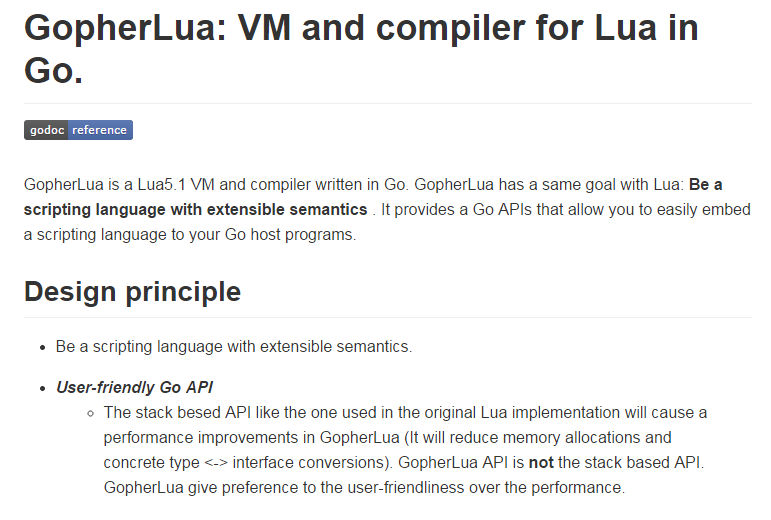 GopherLua: VM and compiler for Lua in
Go.
godoc reference
GopherLua is a Lua5.1 VM and compiler written in Go. GopherLua has a same goal with Lua: Be a
scripting language with extensible semantics . It provides a Go APIs that allow you to easily embed
a scripting language to your Go host programs.
Design principle
• Be a scripting language with extensible semantics.
• User-friendly Go API
◦ The stack besed API like the one used in the original Lua implementation will cause a
performance improvements in GopherLua (It will reduce memory allocations and
concrete type <-> interface conversions). GopherLua API is not the stack based API.
GopherLua give preference to the user-friendliness over the performance.